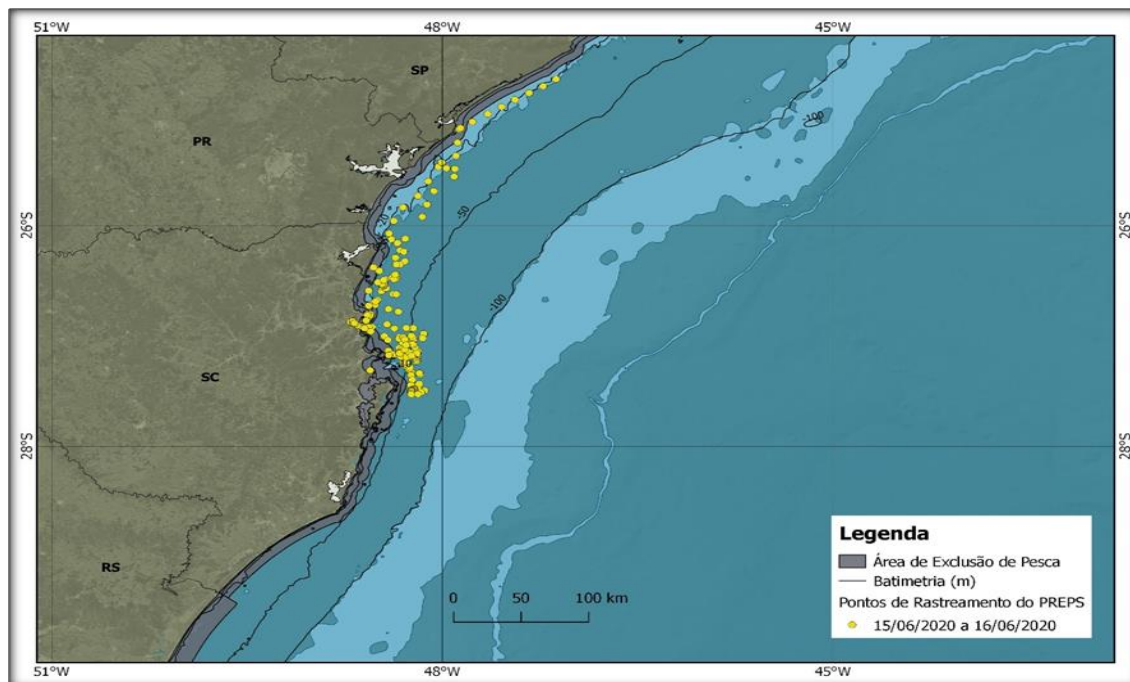 51°W 48°W 45°W
SP
PR
-100
-50
-20
26°S 26°S
-100
SC
28°S 28°S
RS
Legenda
Área de Exclusão de Pesca
Batimetria (m)
Pontos de Rastreamento do PREPS
15/06/2020 a 16/06/2020
0 50 100 km
51°W 48°W 45°W